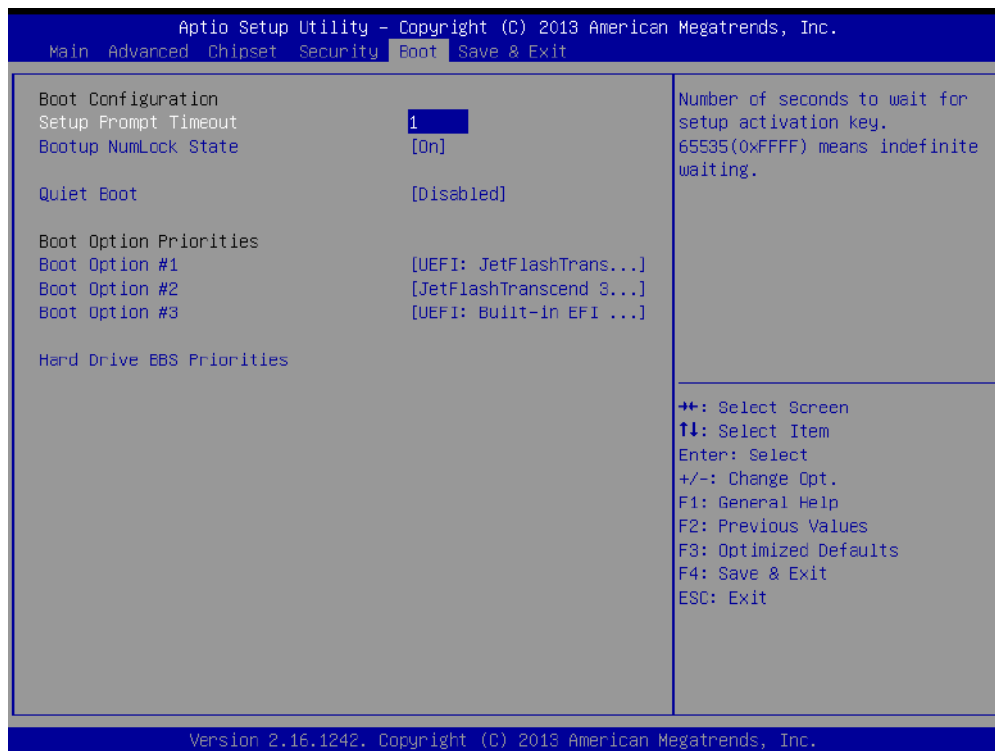 Aptio Setup Utility – Copyright (C) 2013 American Megatrends, Inc.
Main Advanced Chipset Security Boot Save & Exit
Boot Configuration
Setup Prompt Timeout 1
Bootup NumLock State [On]
Quiet Boot [Disabled]
Boot Option Priorities
Boot Option #1 [UEFI: JetFlashTrans...]
Boot Option #2 [JetFlashTranscend 3...]
Boot Option #3 [UEFI: Built-in EFI ...]
Hard Drive BBS Priorities
Number of seconds to wait for
setup activation key.
65535(0xFFFF) means indefinite
waiting.
→←: Select Screen
↑↓: Select Item
Enter: Select
+/-: Change Opt.
F1: General Help
F2: Previous Values
F3: Optimized Defaults
F4: Save & Exit
ESC: Exit
Version 2.16.1242. Copyright (C) 2013 American Megatrends, Inc.